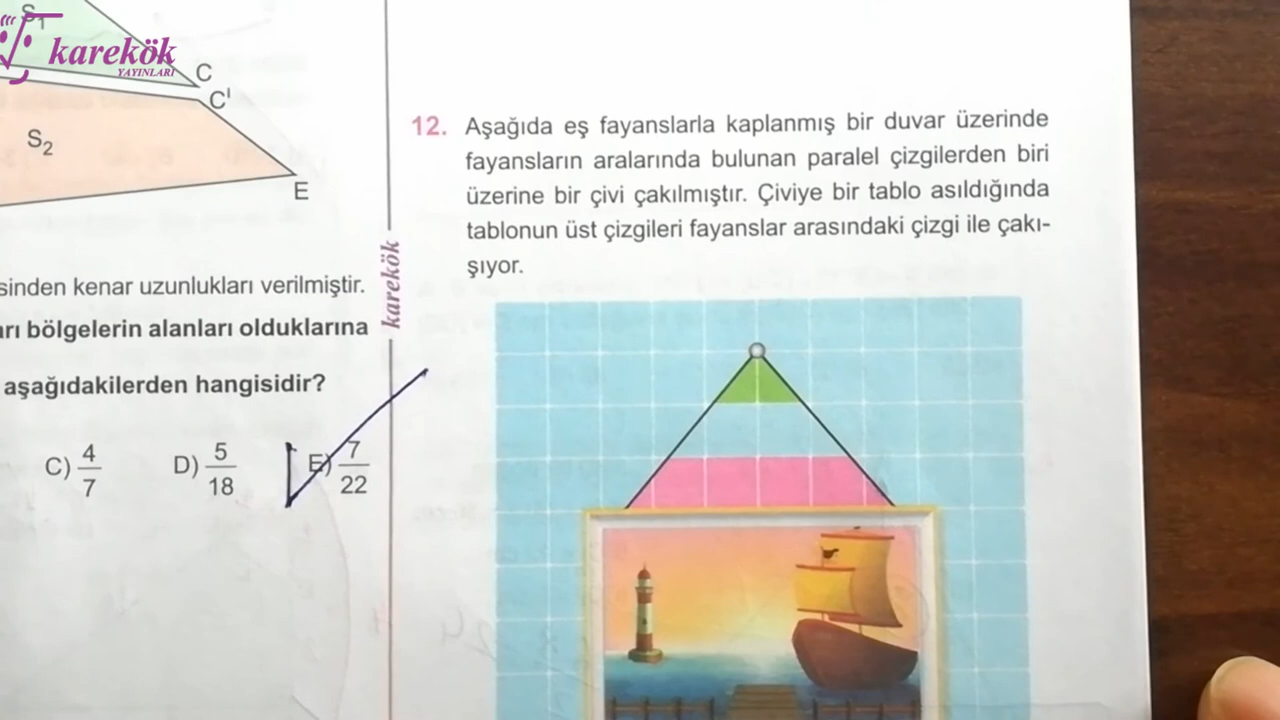 S1
karekök
YAYINLARI
C
C'
S2
E
sinden kenar uzunlukları verilmiştir.
arı bölgelerin alanları olduklarına
aşağıdakilerden hangisidir?
C) 4/7 D) 5/18 E) 7/22
karekök
12. Aşağıda eş fayanslarla kaplanmış bir duvar üzerinde
fayansların aralarında bulunan paralel çizgilerden biri
üzerine bir çivi çakılmıştır. Çiviye bir tablo asıldığında
tablonun üst çizgileri fayanslar arasındaki çizgi ile çakı-
şıyor.